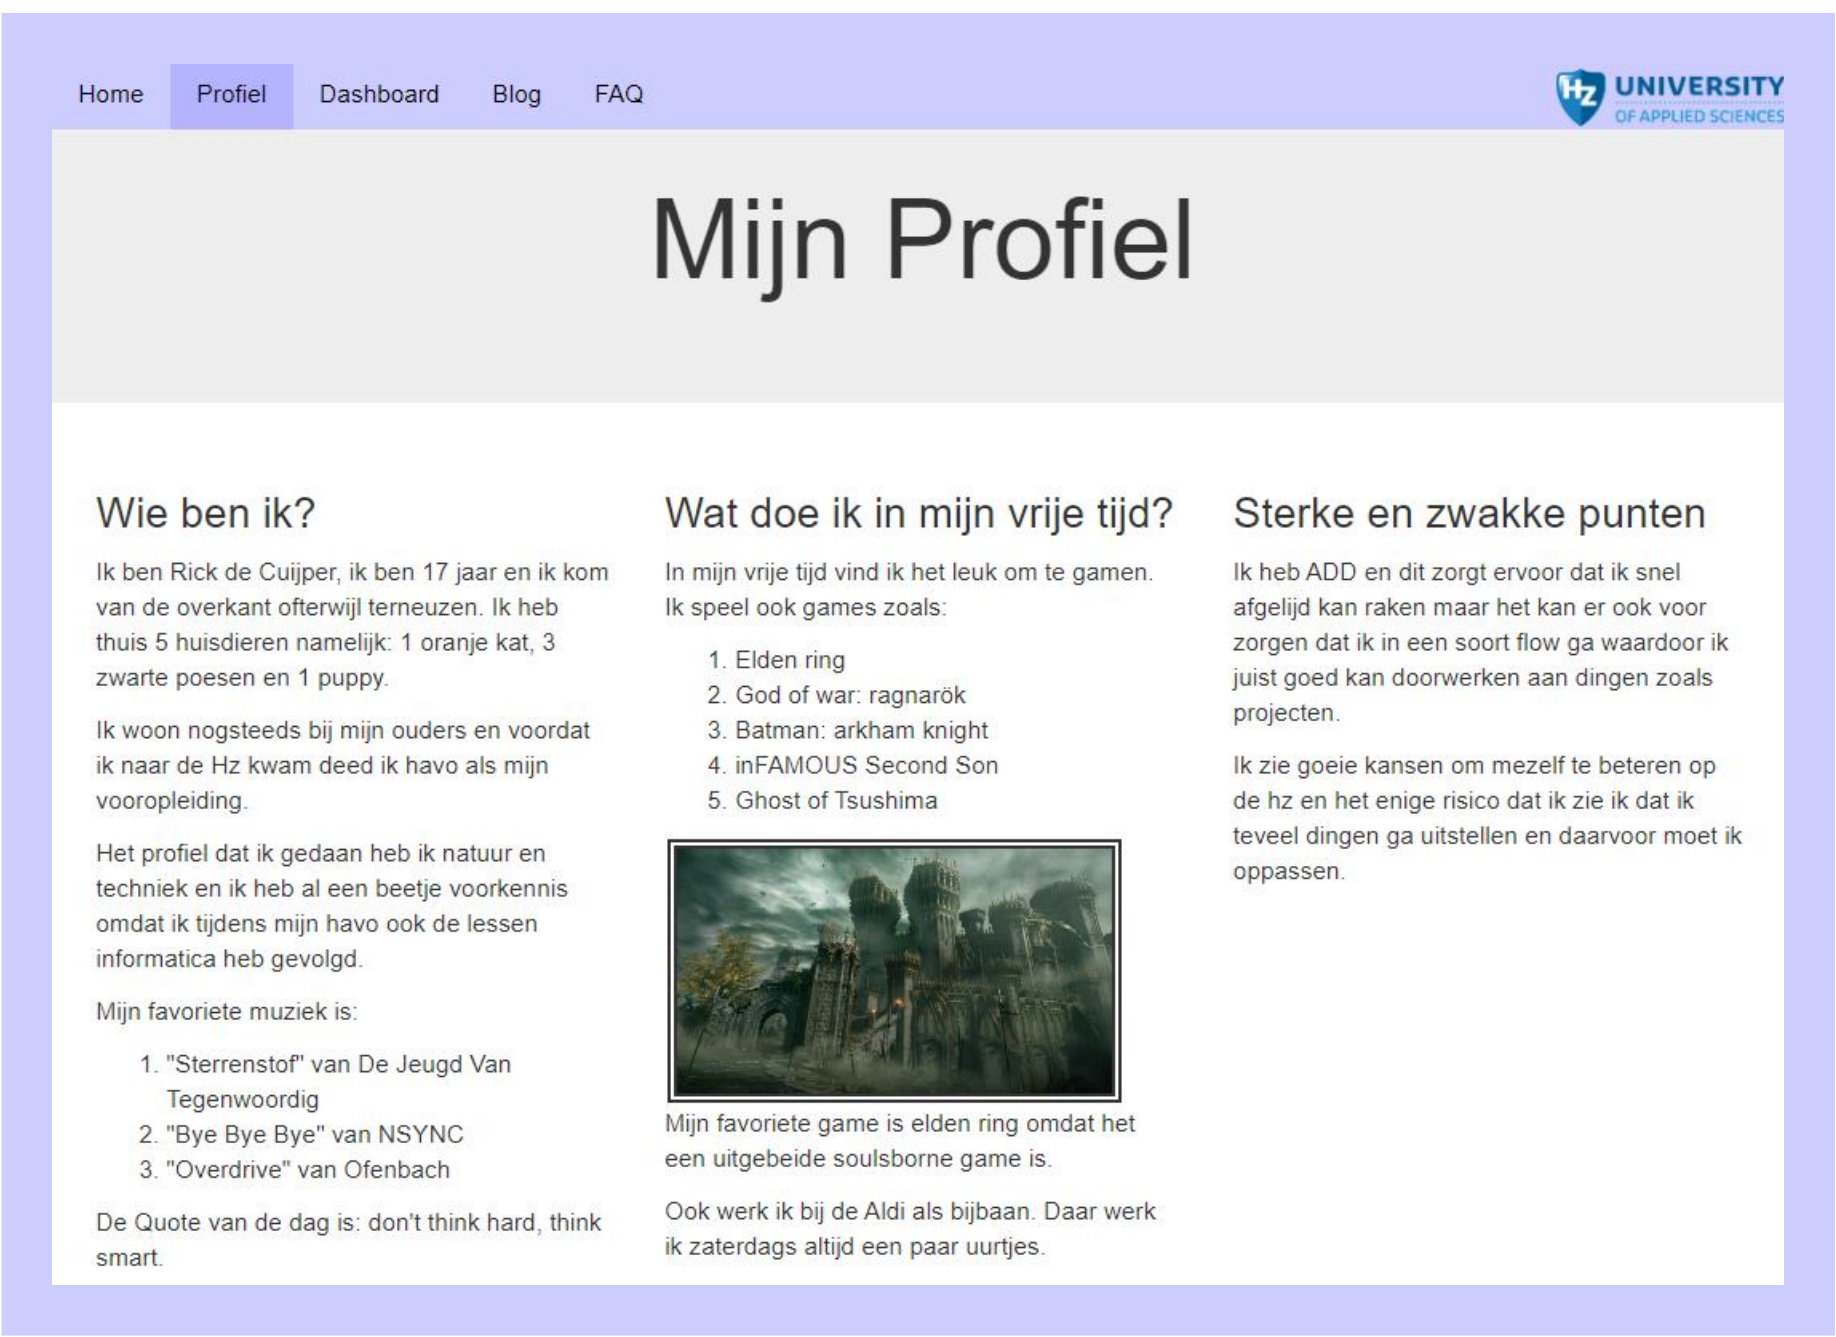 Home Profiel Dashboard Blog FAQ
HZ UNIVERSITY
OF APPLIED SCIENCES
Mijn Profiel
Wie ben ik?
Ik ben Rick de Cuijper, ik ben 17 jaar en ik kom
van de overkant ofterwijl terneuzen. Ik heb
thuis 5 huisdieren namelijk: 1 oranje kat, 3
zwarte poesen en 1 puppy.
Ik woon nogsteeds bij mijn ouders en voordat
ik naar de Hz kwam deed ik havo als mijn
vooropleiding.
Het profiel dat ik gedaan heb ik natuur en
techniek en ik heb al een beetje voorkennis
omdat ik tijdens mijn havo ook de lessen
informatica heb gevolgd.
Mijn favoriete muziek is:
1. "Sterrenstof" van De Jeugd Van
Tegenwoordig
2. "Bye Bye Bye" van NSYNC
3. "Overdrive" van Ofenbach
De Quote van de dag is: don't think hard, think
smart.
Wat doe ik in mijn vrije tijd?
In mijn vrije tijd vind ik het leuk om te gamen.
Ik speel ook games zoals:
1. Elden ring
2. God of war: ragnarök
3. Batman: arkham knight
4. inFAMOUS Second Son
5. Ghost of Tsushima
Mijn favoriete game is elden ring omdat het
een uitgebeide soulsborne game is.
Ook werk ik bij de Aldi als bijbaan. Daar werk
ik zaterdags altijd een paar uurtjes.
Sterke en zwakke punten
Ik heb ADD en dit zorgt ervoor dat ik snel
afgelijd kan raken maar het kan er ook voor
zorgen dat ik in een soort flow ga waardoor ik
juist goed kan doorwerken aan dingen zoals
projecten.
Ik zie goeie kansen om mezelf te beteren op
de hz en het enige risico dat ik zie ik dat ik
teveel dingen ga uitstellen en daarvoor moet ik
oppassen.